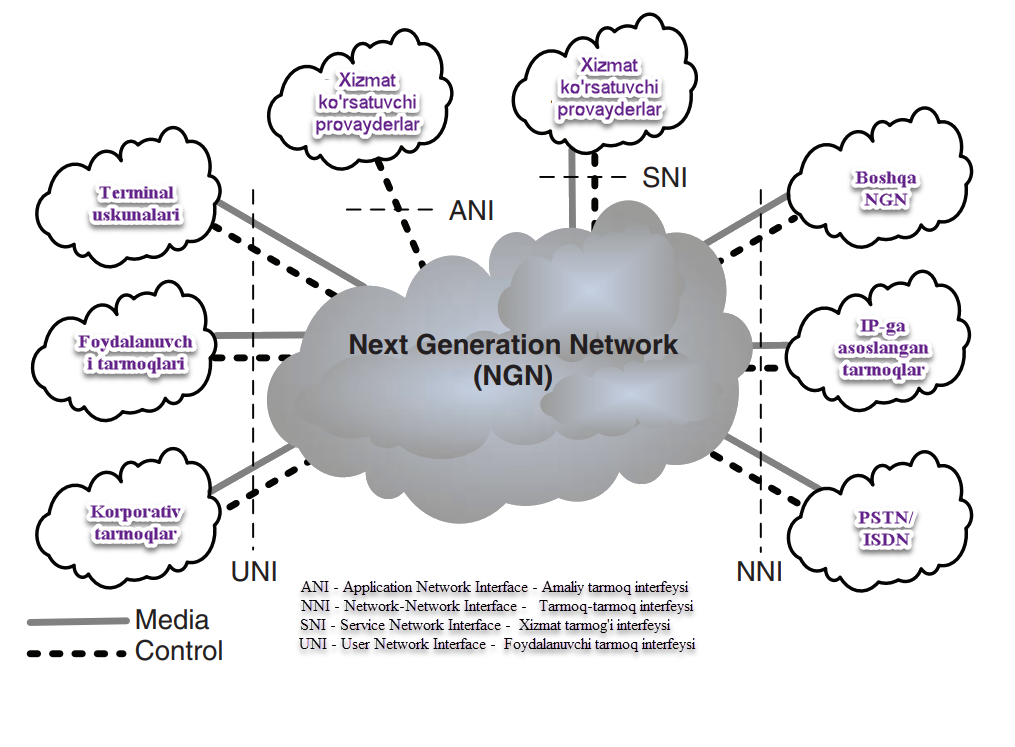 Xizmat
ko'rsatuvchi
provayderlar
Xizmat
ko'rsatuvchi
provayderlar
SNI
ANI
Terminal
uskunalari
Boshqa
NGN
Foydalanuvch
i tarmoqlari
Next Generation Network
(NGN)
IP-ga
asoslangan
tarmoqlar
Korporativ
tarmoqlar
PSTN/
ISDN
UNI
NNI
ANI - Application Network Interface - Amaliy tarmoq interfeysi
NNI - Network-Network Interface - Tarmoq-tarmoq interfeysi
SNI - Service Network Interface - Xizmat tarmog'i interfeysi
UNI - User Network Interface - Foydalanuvchi tarmoq interfeysi
Media
Control